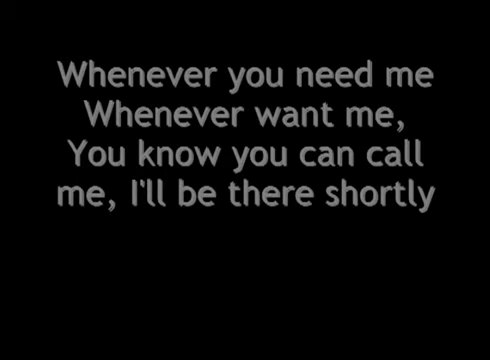 Whenever you need me
Whenever want me,
You know you can call
me, I'll be there shortly